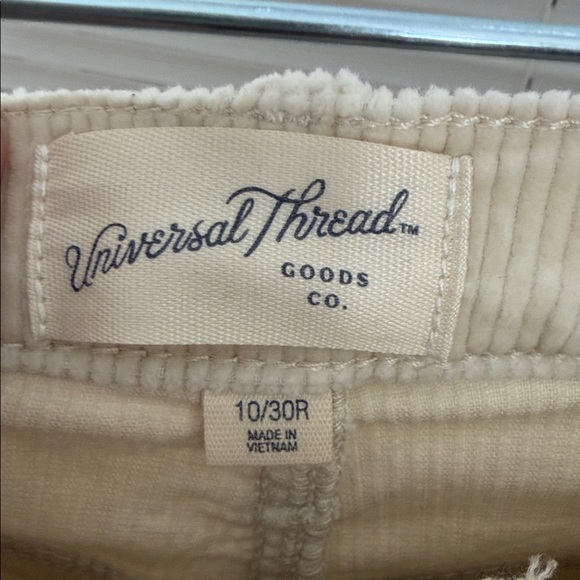 Universal Thread™
GOODS
CO.
10/30R
MADE IN
VIETNAM